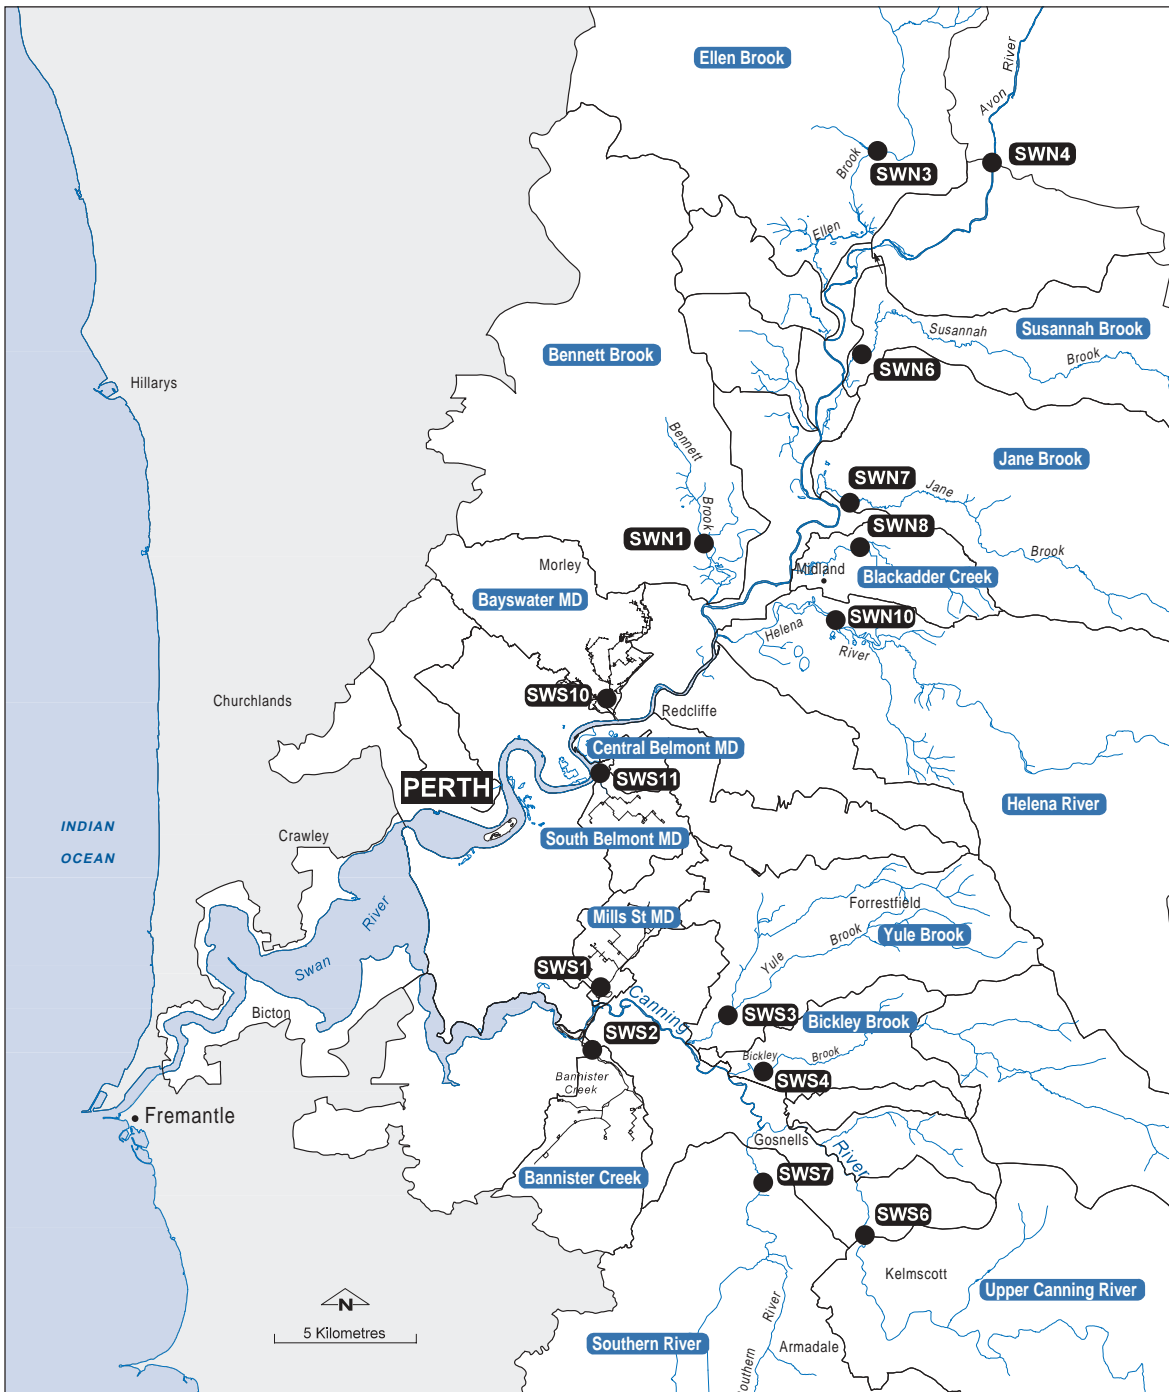 Ellen Brook
Avon
River
SWN4
Brook
SWN3
Ellen
Susannah
Susannah Brook
Brook
Bennett Brook
SWN6
Hillarys
Bennett
Brook
Jane Brook
SWN7
Jane
SWN8
Brook
SWN1
Morley
Midland
Blackadder Creek
Bayswater MD
SWN10
Helena
River
SWS10
Churchlands
Redcliffe
Central Belmont MD
SWS11
PERTH
Helena River
INDIAN
OCEAN
Crawley
South Belmont MD
Forrestfield
Mills St MD
Yule
Brook
Yule Brook
Swan
River
SWS1
Canning
Bicton
SWS3
Bickley Brook
SWS2
Bickley
Brook
SWS4
Bannister
Creek
Fremantle
Gosnells
River
Bannister Creek
SWS7
SWS6
Kelmscott
Upper Canning River
N
5 Kilometres
Southern River
River
Southern
Armadale